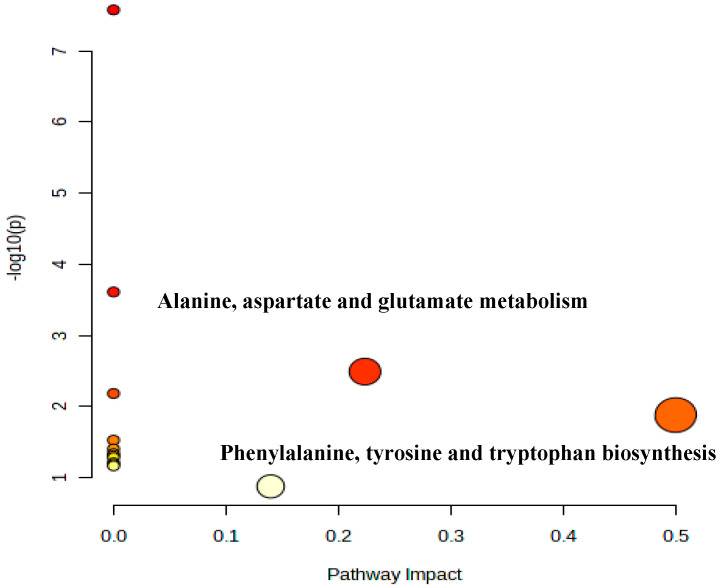 7
6
5
4
3
2
1
-log10(p)
Alanine, aspartate and glutamate metabolism
Phenylalanine, tyrosine and tryptophan biosynthesis
0.0 0.1 0.2 0.3 0.4 0.5
Pathway Impact